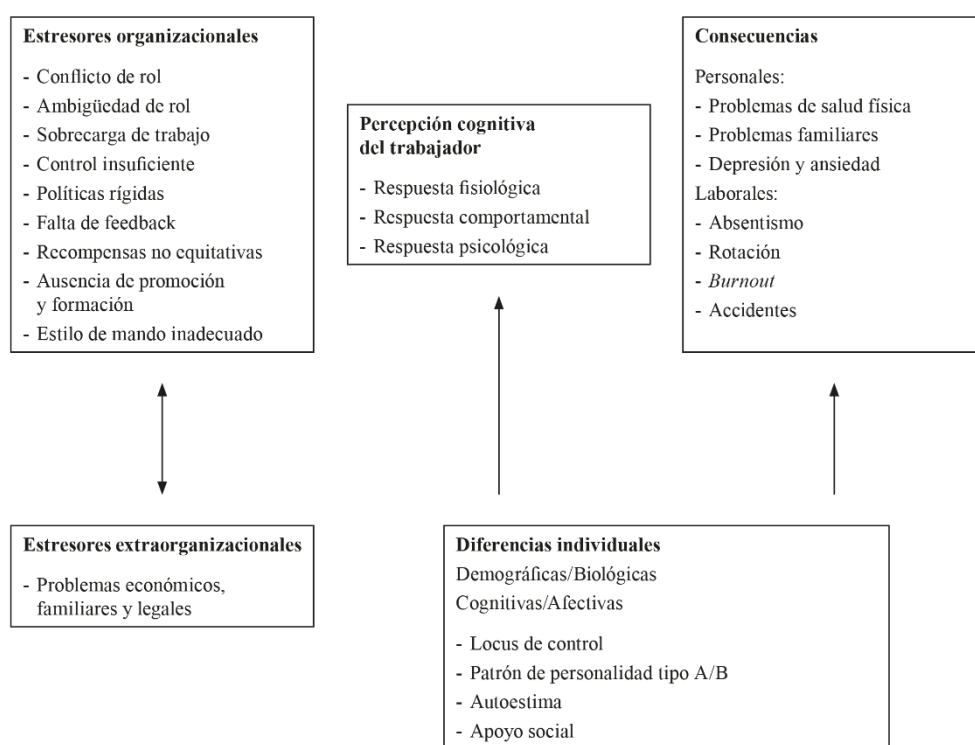 Estresores organizacionales
- Conflicto de rol
- Ambigüedad de rol
- Sobrecarga de trabajo
- Control insuficiente
- Políticas rígidas
- Falta de feedback
- Recompensas no equitativas
- Ausencia de promoción
y formación
- Estilo de mando inadecuado
Percepción cognitiva
del trabajador
- Respuesta fisiológica
- Respuesta comportamental
- Respuesta psicológica
Consecuencias
Personales:
- Problemas de salud física
- Problemas familiares
- Depresión y ansiedad
Laborales:
- Absentismo
- Rotación
- Burnout
- Accidentes
Estresores extraorganizacionales
- Problemas económicos,
familiares y legales
Diferencias individuales
Demográficas/Biológicas
Cognitivas/Afectivas
- Locus de control
- Patrón de personalidad tipo A/B
- Autoestima
- Apoyo social